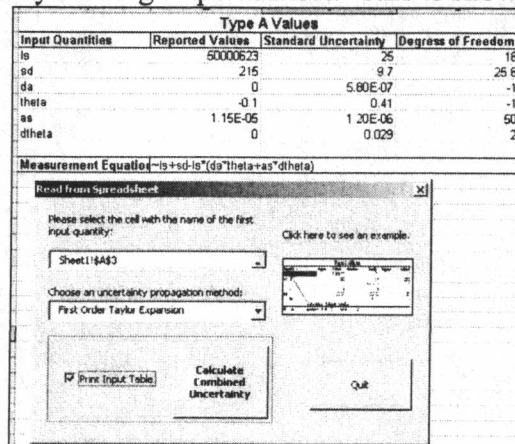 Type A Values
Input Quantities Reported Values Standard Uncertainty Degress of Freedom
ls 50000623 25 18
sd 215 9.7 25.6
da 0 5.80E-07 -1
theta -0.1 0.41 -1
as 1.15E-05 1.20E-06 50
dtheta 0 0.029 2
Measurement Equation ~ls+sd-ls*(da*theta+as*dtheta)
Read from Spreadsheet
Please select the cell with the name of the first
input quantity:
Click here to see an example.
Sheet1!$A$3
Choose an uncertainty propagation method:
First Order Taylor Expansion
Print Input Table
Calculate
Combined
Uncertainty
Quit